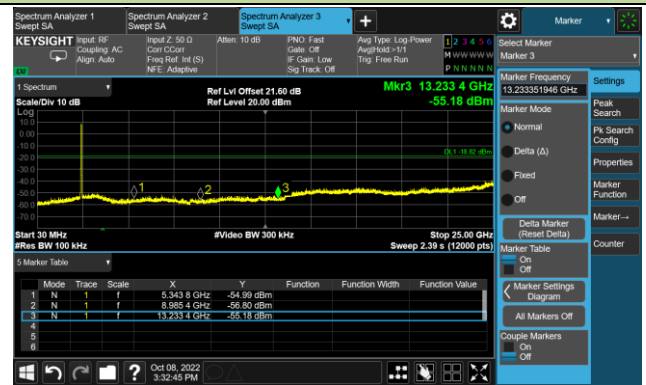 Spectrum Analyzer 1
Swept SA
Spectrum Analyzer 2
Swept SA
Spectrum Analyzer 3
Swept SA
Marker
KEYSIGHT
Input: RF
Coupling: AC
Align: Auto
Input Z: 50 Ω
Corr CCorr
Freq Ref: Int (S)
NFE: Adaptive
Atten: 10 dB
PNO: Fast
Gate: Off
IF Gain: Low
Sig Track: Off
Avg Type: Log-Power
Avg|Hold:>1/1
Trig: Free Run
1 2 3 4 5 6
M W W W W W
P N N N N N
LXI
Select Marker
Marker 3
1 Spectrum
Scale/Div 10 dB
Log
Ref Lvl Offset 21.60 dB
Ref Level 20.00 dBm
Mkr3 13.233 4 GHz
-55.18 dBm
10.0
0.00
-10.0
-20.0
-30.0
-40.0
-50.0
-60.0
-70.0
DL1 -18.82 dBm
1
2
3
Start 30 MHz
#Res BW 100 kHz
#Video BW 300 kHz
Stop 25.00 GHz
Sweep 2.39 s (12000 pts)
5 Marker Table
Mode Trace Scale X Y Function Function Width Function Value
1 N 1 f 5.343 8 GHz -54.99 dBm
2 N 1 f 8.985 4 GHz -56.80 dBm
3 N 1 f 13.233 4 GHz -55.18 dBm
4
5
6
Marker Frequency
13.233351946 GHz
Marker Mode
Normal
Delta (Δ)
Fixed
Off
Delta Marker
(Reset Delta)
Marker Table
On
Off
Marker Settings
Diagram
All Markers Off
Couple Markers
On
Off
Settings
Peak
Search
Pk Search
Config
Properties
Marker
Function
Marker→
Counter
?
Oct 08, 2022
3:32:45 PM